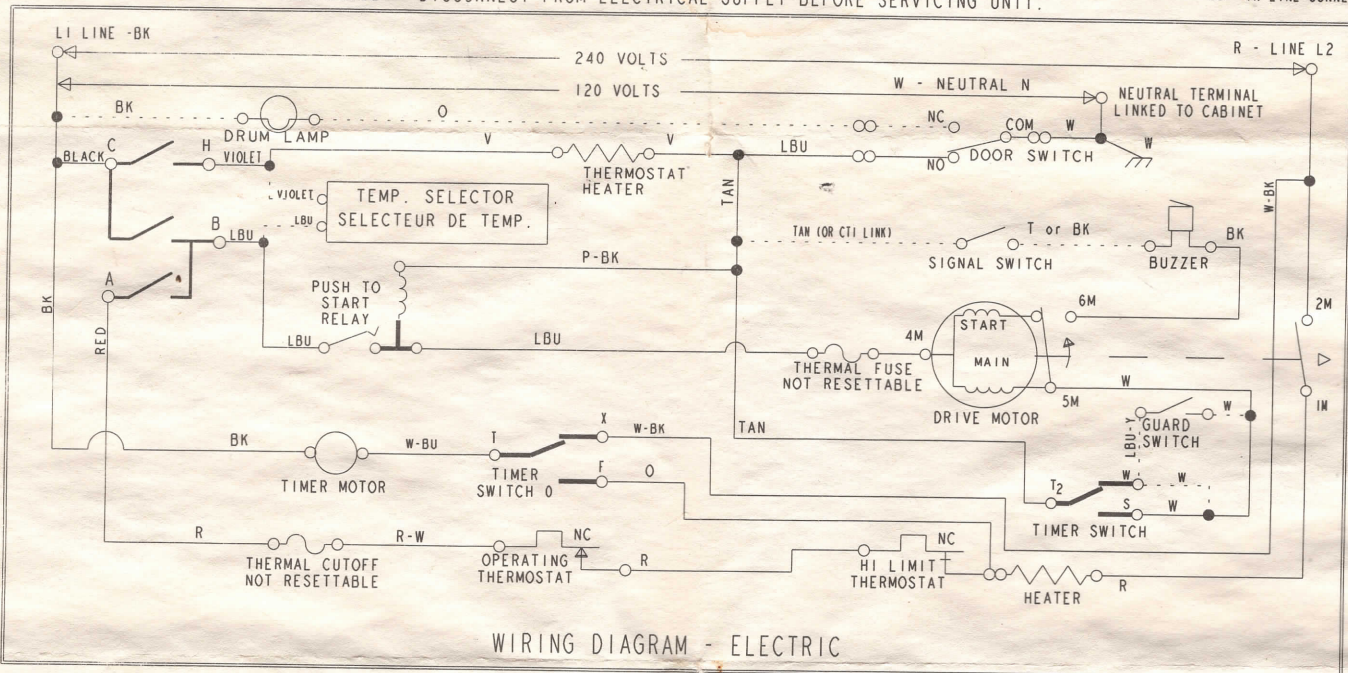 DISCONNECT FROM ELECTRICAL SUPPLY BEFORE SERVICING UNIT.
LI LINE -BK
240 VOLTS
R - LINE L2
120 VOLTS
W - NEUTRAL N
NEUTRAL TERMINAL
LINKED TO CABINET
BK
O
NC
COM
W
DRUM LAMP
C
H
V
V
LBU
BLACK
VIOLET
NO
DOOR SWITCH
W
THERMOSTAT
HEATER
VIOLET
TEMP. SELECTOR
TAN
W-BK
LBU
SELECTEUR DE TEMP.
B
LBU
TAN (OR CTI LINK)
T or BK
BK
SIGNAL SWITCH
BUZZER
P-BK
A
PUSH TO
START
RELAY
6M
2M
BK
RED
START
LBU
LBU
4M
MAIN
THERMAL FUSE
NOT RESETTABLE
W
DRIVE MOTOR
5M
1M
W
GUARD
SWITCH
LBU-Y
BK
W-BU
T
X
W-BK
TAN
TIMER MOTOR
TIMER
SWITCH O
F
O
T2
W
W
S
W
TIMER SWITCH
R
R-W
NC
NC
THERMAL CUTOFF
NOT RESETTABLE
OPERATING
THERMOSTAT
R
HI LIMIT
THERMOSTAT
HEATER
R
WIRING DIAGRAM - ELECTRIC